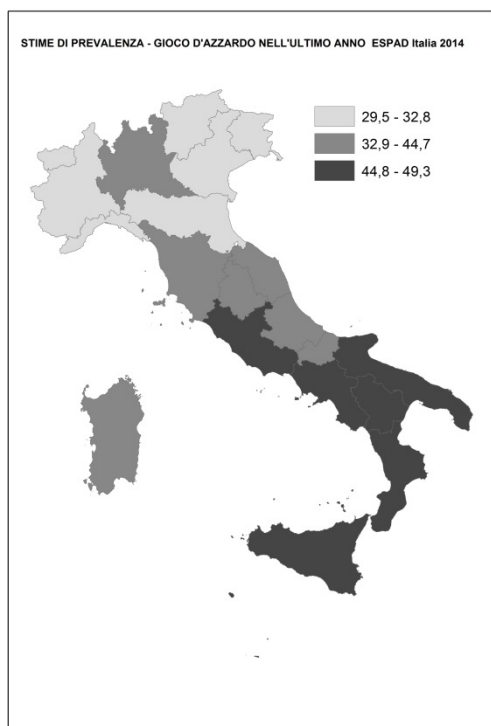 STIME DI PREVALENZA - GIOCO D'AZZARDO NELL'ULTIMO ANNO ESPAD Italia 2014
29,5 - 32,8
32,9 - 44,7
44,8 - 49,3